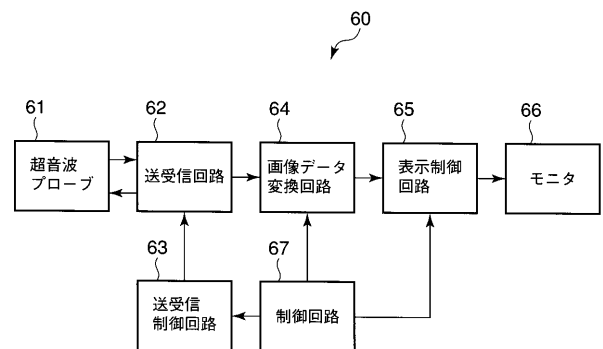 60
61
62
64
65
66
超音波
プローブ
送受信回路
画像データ
変換回路
表示制御
回路
モニタ
63
67
送受信
制御回路
制御回路